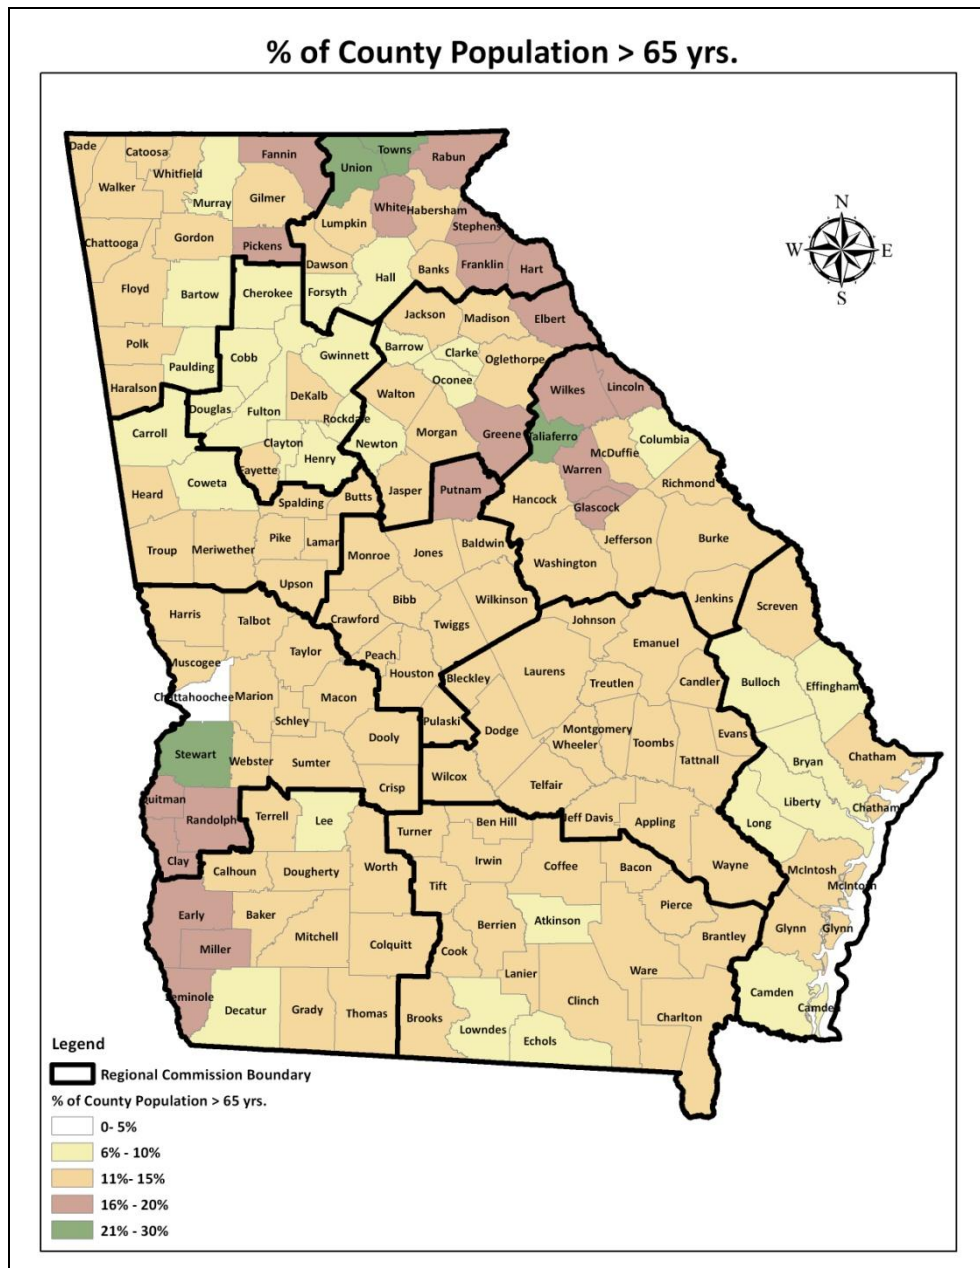 % of County Population > 65 yrs.
Dade
Catoosa
Fannin
Towns
Union
Rabun
Whitfield
Walker
Murray
Gilmer
White
Habersham
Lumpkin
Stephens
Chattooga
Gordon
Pickens
Dawson
Banks
Franklin
Hart
Hall
Floyd
Bartow
Cherokee
Forsyth
Jackson
Madison
Elbert
Polk
Paulding
Cobb
Gwinnett
Barrow
Clarke
Oglethorpe
Oconee
Haralson
Douglas
Fulton
DeKalb
Walton
Wilkes
Lincoln
Rockdale
Carroll
Clayton
Newton
Morgan
Greene
Taliaferro
Columbia
McDuffie
Henry
Fayette
Warren
Coweta
Heard
Spalding
Butts
Jasper
Putnam
Hancock
Glascock
Richmond
Troup
Meriwether
Pike
Lamar
Monroe
Jones
Baldwin
Washington
Jefferson
Burke
Upson
Bibb
Wilkinson
Jenkins
Screven
Harris
Talbot
Crawford
Twiggs
Johnson
Emanuel
Taylor
Peach
Muscogee
Houston
Bleckley
Laurens
Treutlen
Candler
Bulloch
Effingham
Chattahoochee
Marion
Macon
Schley
Pulaski
Dooly
Dodge
Montgomery
Wheeler
Toombs
Evans
Tattnall
Bryan
Chatham
Stewart
Webster
Sumter
Crisp
Wilcox
Telfair
Liberty
Chatham
Quitman
Randolph
Terrell
Lee
Turner
Ben Hill
Jeff Davis
Appling
Long
Clay
Calhoun
Dougherty
Worth
Irwin
Coffee
Bacon
Wayne
McIntosh
McIntosh
Tift
Early
Baker
Pierce
Berrien
Atkinson
Glynn
Glynn
Miller
Mitchell
Colquitt
Cook
Brantley
Lanier
Ware
Seminole
Decatur
Grady
Thomas
Brooks
Clinch
Camden
Camden
Lowndes
Echols
Charlton
N
W
E
S
Legend
Regional Commission Boundary
% of County Population > 65 yrs.
0- 5%
6% - 10%
11%- 15%
16% - 20%
21% - 30%